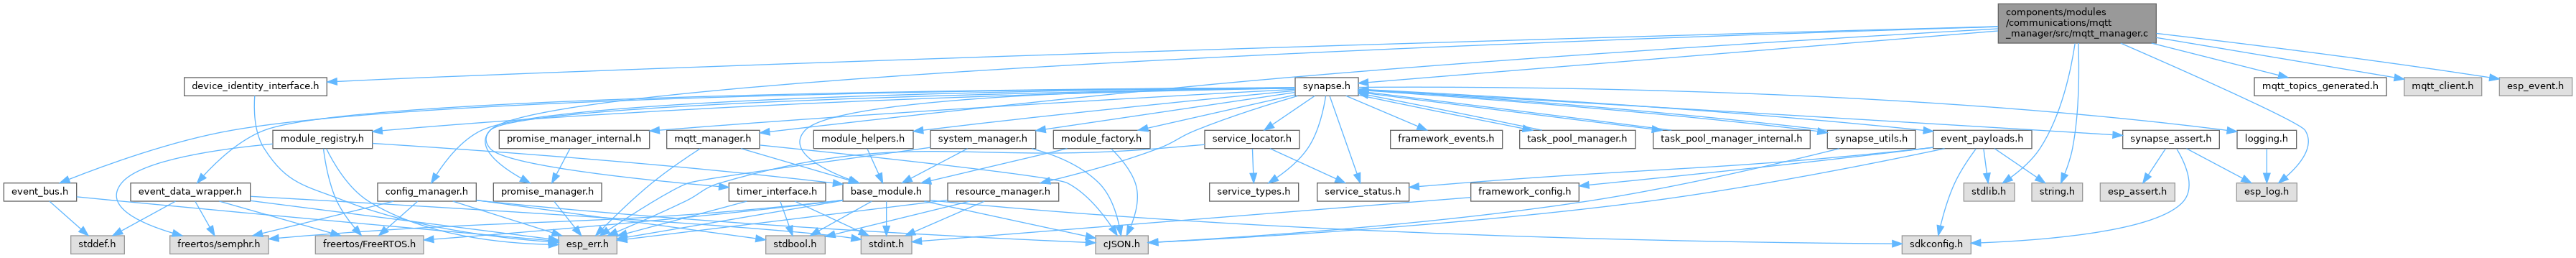 components/modules
/communications/mqtt
_manager/src/mqtt_manager.c
device_identity_interface.h
synapse.h
mqtt_topics_generated.h
mqtt_client.h
esp_event.h
module_registry.h
promise_manager_internal.h
mqtt_manager.h
module_helpers.h
system_manager.h
module_factory.h
service_locator.h
framework_events.h
task_pool_manager.h
task_pool_manager_internal.h
synapse_utils.h
event_payloads.h
synapse_assert.h
logging.h
event_bus.h
event_data_wrapper.h
config_manager.h
promise_manager.h
timer_interface.h
base_module.h
resource_manager.h
service_types.h
service_status.h
framework_config.h
stdlib.h
string.h
esp_assert.h
esp_log.h
stddef.h
freertos/semphr.h
freertos/FreeRTOS.h
esp_err.h
stdbool.h
stdint.h
cJSON.h
sdkconfig.h